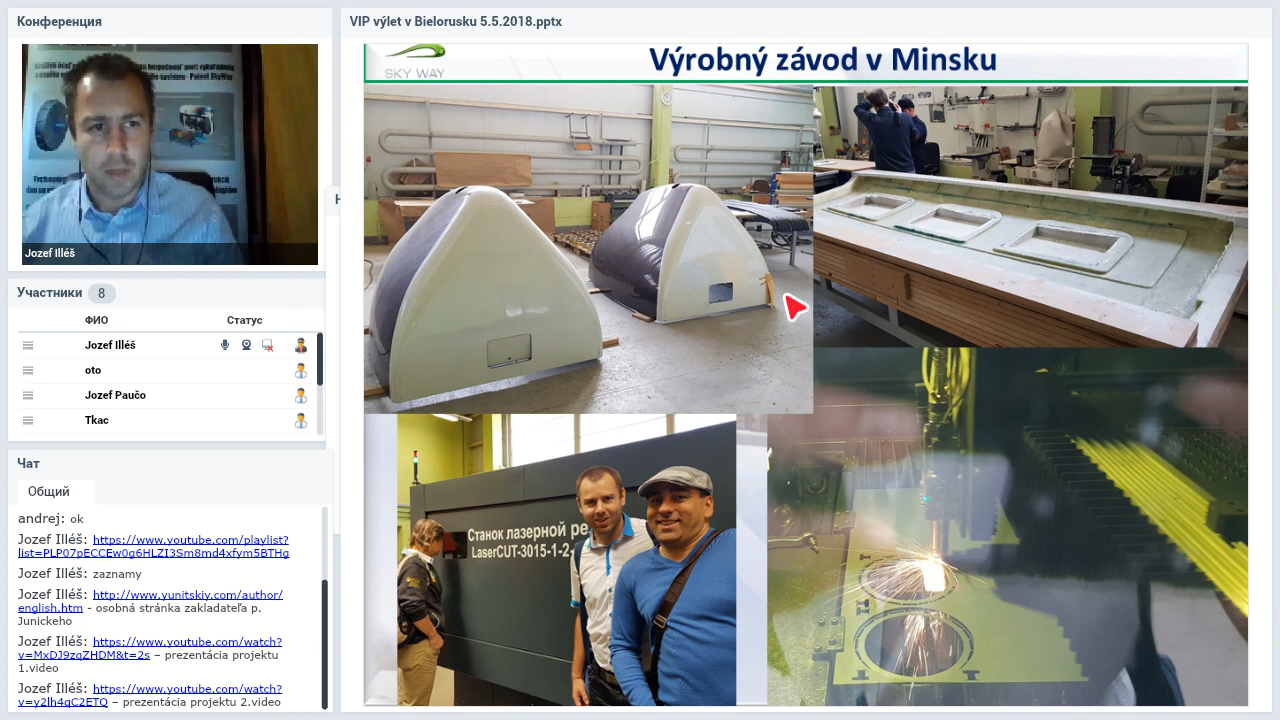 Конференция
Jozef Illéš
Участники 8
ФИО Статус
Jozef Illéš
oto
Jozef Paučo
Tkac
Чат
Общий
andrej: ok
Jozef Illéš: https://www.youtube.com/playlist?
list=PLP07pECCEw0g6HLZI3Sm8md4xfym5BTHg
Jozef Illéš: zaznamy
Jozef Illéš: http://www.yunitskiy.com/author/
english.htm - osobná stránka zakladateľa p.
Junickeho
Jozef Illéš: https://www.youtube.com/watch?
v=MxDJ9zqZHDM&t=2s – prezentácia projektu
1.video
Jozef Illéš: https://www.youtube.com/watch?
v=y2lh4qC2ETQ – prezentácia projektu 2.video
VIP výlet v Bielorusku 5.5.2018.pptx
SKY WAY
Výrobný závod v Minsku
Станок лазерной ре
LaserCUT-3015-1-2-